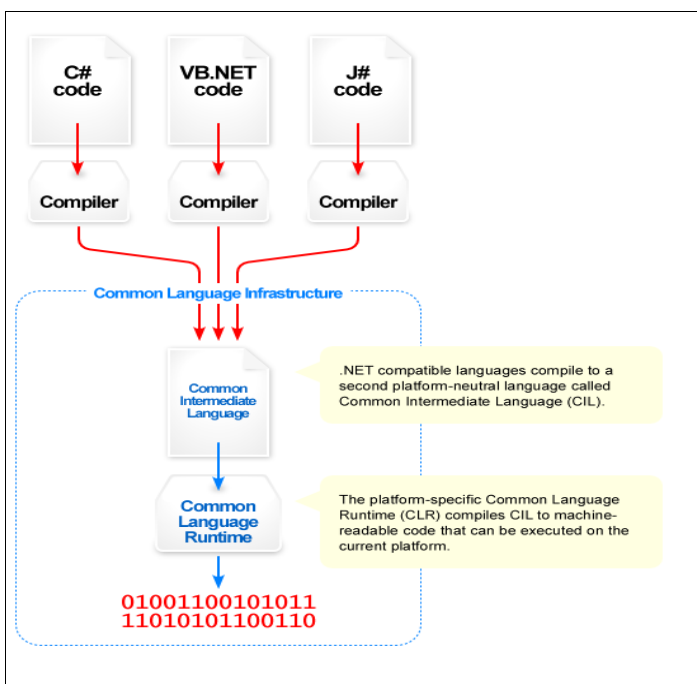 C#
code
VB.NET
code
J#
code
Compiler
Compiler
Compiler
Common Language Infrastructure
Common
Intermediate
Language
.NET compatible languages compile to a
second platform-neutral language called
Common Intermediate Language (CIL).
Common
Language
Runtime
The platform-specific Common Language
Runtime (CLR) compiles CIL to machine-
readable code that can be executed on the
current platform.
01001100101011
11010101100110